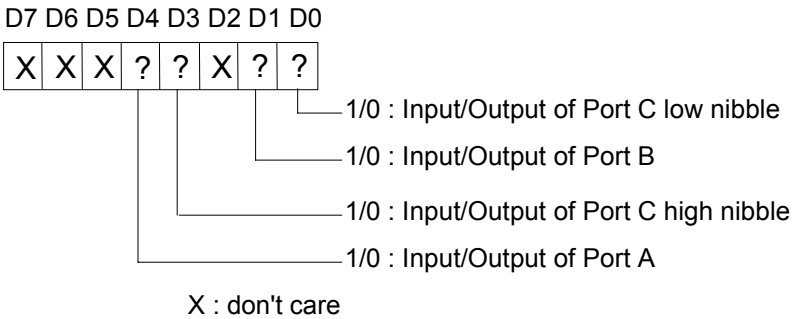 D7 D6 D5 D4 D3 D2 D1 D0
X X X ? ? X ? ?
1/0 : Input/Output of Port C low nibble
1/0 : Input/Output of Port B
1/0 : Input/Output of Port C high nibble
1/0 : Input/Output of Port A
X : don't care